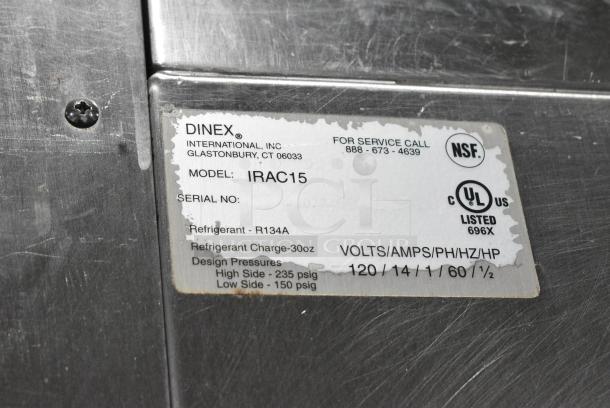 DINEX®
INTERNATIONAL, INC
GLASTONBURY, CT 06033
FOR SERVICE CALL
888 - 673 - 4639
NSF.
MODEL: IRAC15
SERIAL NO:
C UL US
LISTED
696X
PCI
GROUP
Refrigerant - R134A
Refrigerant Charge-30oz
Design Pressures
High Side - 235 psig
Low Side - 150 psig
VOLTS/AMPS/PH/HZ/HP
120 / 14 / 1 / 60 / ½